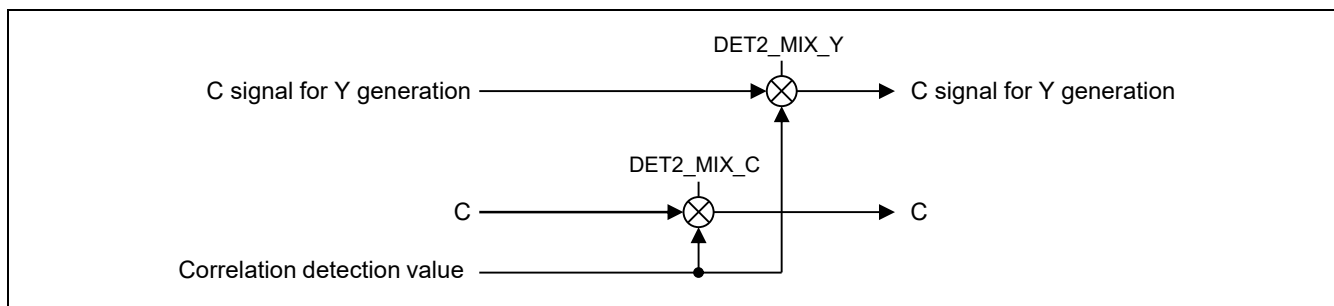 DET2_MIX_Y
C signal for Y generation C signal for Y generation
DET2_MIX_C
C C
Correlation detection value